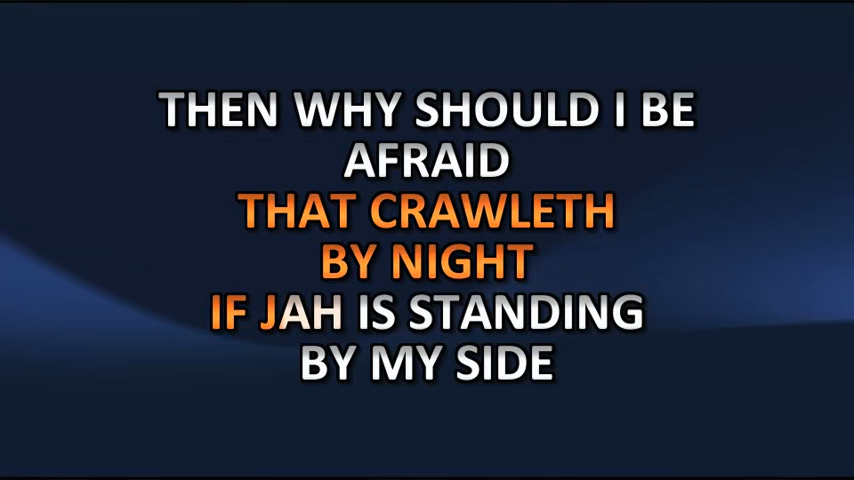 THEN WHY SHOULD I BE
AFRAID
THAT CRAWLETH
BY NIGHT
IF JAH IS STANDING
BY MY SIDE